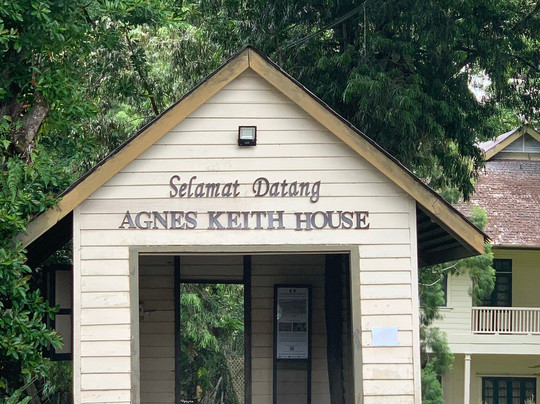 Selamat Datang
AGNES KEITH HOUSE